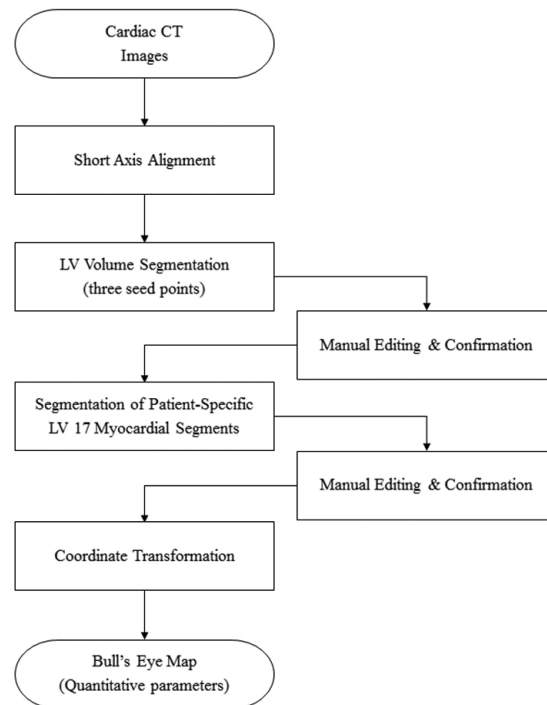 Cardiac CT
Images
Short Axis Alignment
LV Volume Segmentation
(three seed points)
Manual Editing & Confirmation
Segmentation of Patient-Specific
LV 17 Myocardial Segments
Manual Editing & Confirmation
Coordinate Transformation
Bull's Eye Map
(Quantitative parameters)